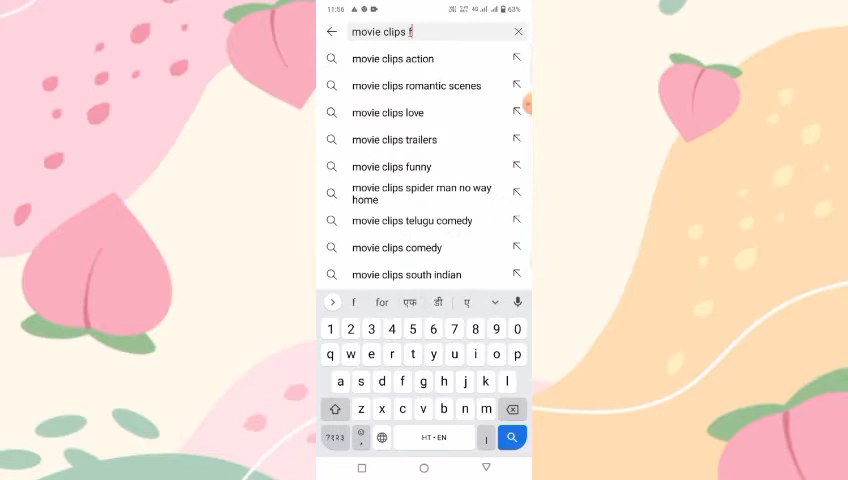 11:56 63%
movie clips f
movie clips action
movie clips romantic scenes
movie clips love
movie clips trailers
movie clips funny
movie clips spider man no way
home
movie clips telugu comedy
movie clips comedy
movie clips south indian
f for एफ डी ए
1 2 3 4 5 6 7 8 9 0
q w e r t y u i o p
a s d f g h j k l
z x c v b n m
?१२३ , HT • EN ।